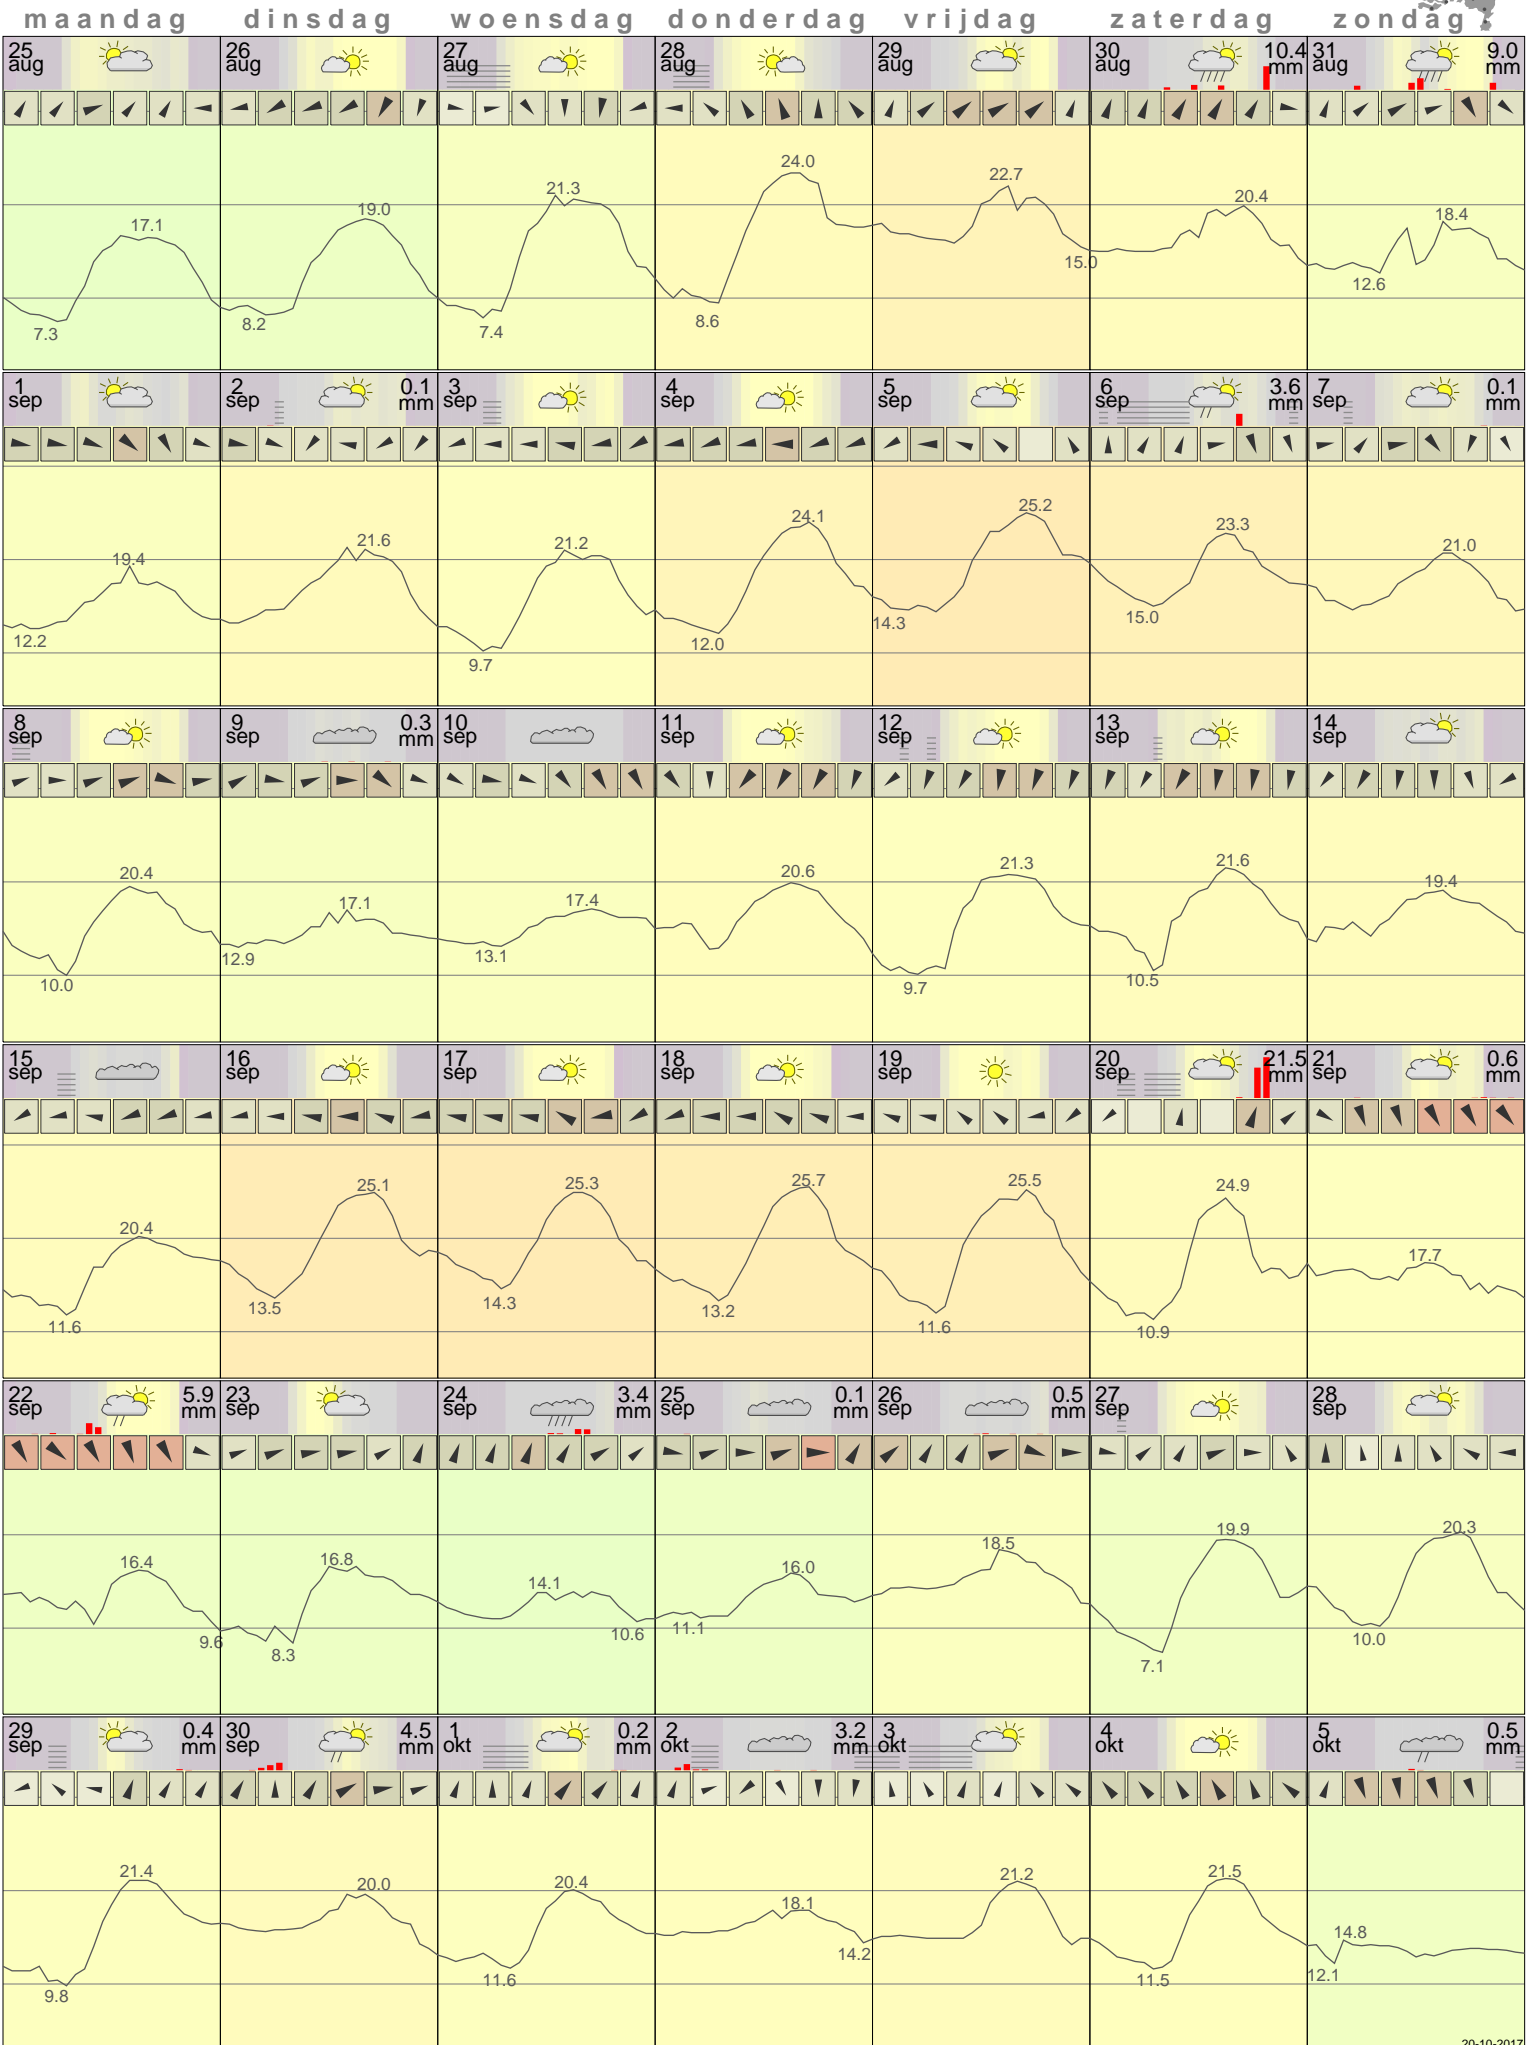 maandag dinsdag woensdag donderdag vrijdag zaterdag zondag
25 aug 26 aug 27 aug 28 aug 29 aug 30 aug 10.4 mm 31 aug 9.0 mm
17.1 19.0 21.3 24.0 22.7 20.4 18.4
7.3 8.2 7.4 8.6 15.0 12.6
1 sep 2 sep 0.1 mm 3 sep 4 sep 5 sep 6 sep 3.6 mm 7 sep 0.1 mm
19.4 21.6 21.2 24.1 25.2 23.3 21.0
12.2 9.7 12.0 14.3 15.0
8 sep 9 sep 0.3 mm 10 sep 11 sep 12 sep 13 sep 14 sep
20.4 17.1 17.4 20.6 21.3 21.6 19.4
10.0 12.9 13.1 9.7 10.5
15 sep 16 sep 17 sep 18 sep 19 sep 20 sep 21.5 mm 21 sep 0.6 mm
20.4 25.1 25.3 25.7 25.5 24.9 17.7
11.6 13.5 14.3 13.2 11.6 10.9
22 sep 5.9 mm 23 sep 24 sep 3.4 mm 25 sep 0.1 mm 26 sep 0.5 mm 27 sep 28 sep
16.4 16.8 14.1 16.0 18.5 19.9 20.3
9.6 8.3 10.6 11.1 7.1 10.0
29 sep 0.4 mm 30 sep 4.5 mm 1 okt 0.2 mm 2 okt 3.2 mm 3 okt 4 okt 5 okt 0.5 mm
21.4 20.0 20.4 18.1 21.2 21.5 14.8
9.8 11.6 14.2 11.5 12.1
20-10-2017